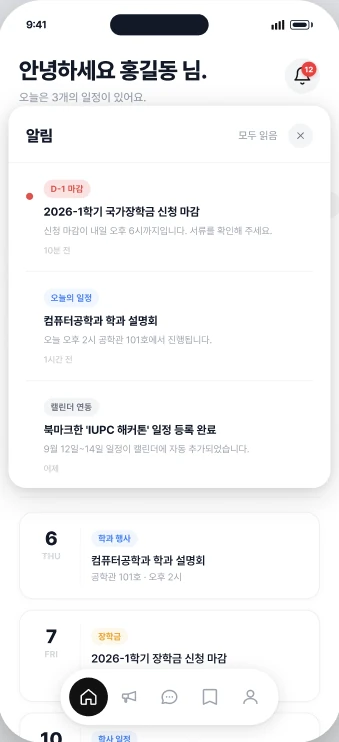 9:41
안녕하세요 홍길동 님.
12
오늘은 3개의 일정이 있어요.
알림
모두 읽음
D-1 마감
2026-1학기 국가장학금 신청 마감
신청 마감이 내일 오후 6시까지입니다. 서류를 확인해 주세요.
10분 전
오늘의 일정
컴퓨터공학과 학과 설명회
오늘 오후 2시 공학관 101호에서 진행됩니다.
1시간 전
캘린더 연동
북마크한 'IUPC 해커톤' 일정 등록 완료
9월 12일~14일 일정이 캘린더에 자동 추가되었습니다.
어제
6
THU
학과 행사
컴퓨터공학과 학과 설명회
공학관 101호 · 오후 2시
7
FRI
장학금
2026-1학기 장학금 신청 마감
10
학사 일정